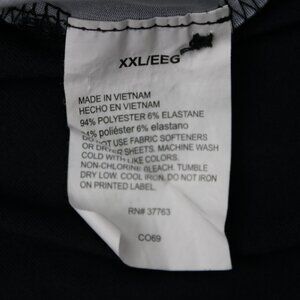 XXL/EEG
MADE IN VIETNAM
HECHO EN VIETNAM
94% POLYESTER 6% ELASTANE
94% poliéster 6% elastano
DO NOT USE FABRIC SOFTENERS
OR DRYER SHEETS. MACHINE WASH
COLD WITH LIKE COLORS.
NON-CHLORINE BLEACH. TUMBLE
DRY LOW. COOL IRON. DO NOT IRON
ON PRINTED LABEL.
RN# 37763
CO69